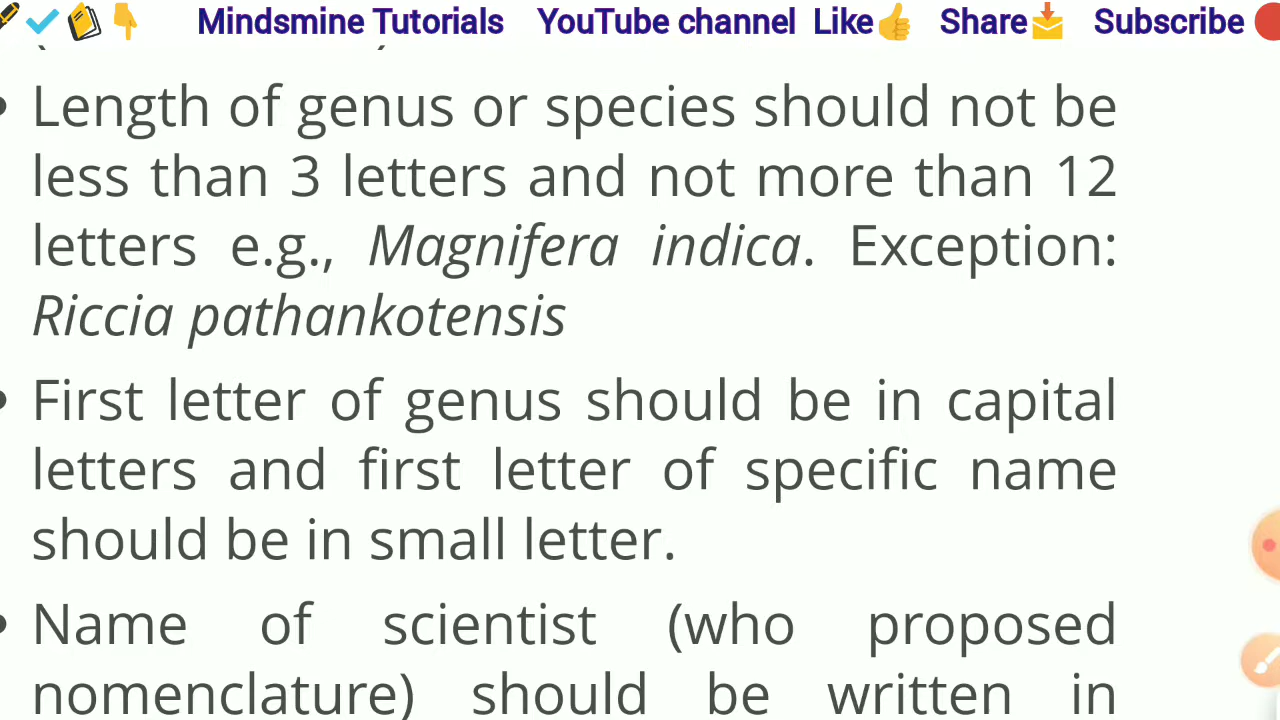 Mindsmine Tutorials YouTube channel Like Share Subscribe
• Length of genus or species should not be
less than 3 letters and not more than 12
letters e.g., Magnifera indica. Exception:
Riccia pathankotensis
• First letter of genus should be in capital
letters and first letter of specific name
should be in small letter.
• Name of scientist (who proposed
nomenclature) should be written in